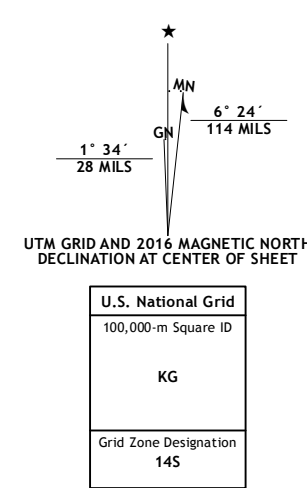 ★
MN
6° 24´
114 MILS
GN
1° 34´
28 MILS
UTM GRID AND 2016 MAGNETIC NORTH
DECLINATION AT CENTER OF SHEET
U.S. National Grid
100,000-m Square ID
KG
Grid Zone Designation
14S